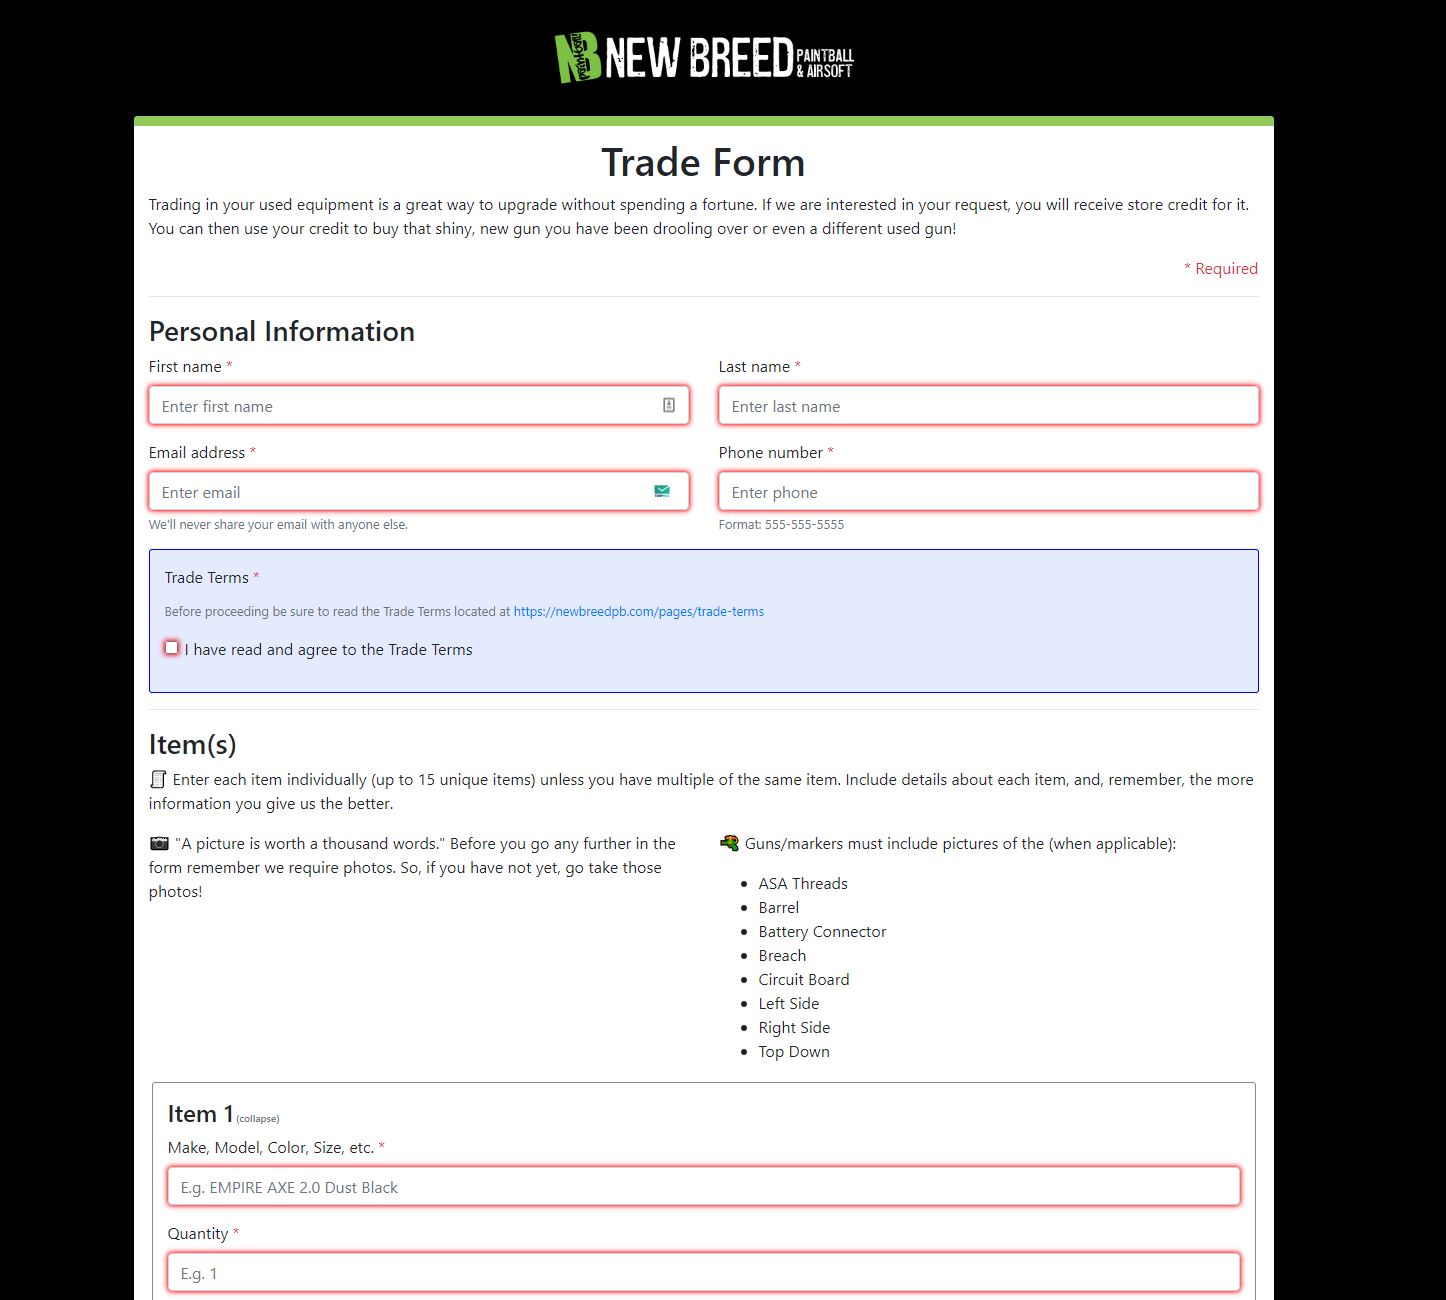 NB NEW BREED PAINTBALL & AIRSOFT
Trade Form
Trading in your used equipment is a great way to upgrade without spending a fortune. If we are interested in your request, you will receive store credit for it.
You can then use your credit to buy that shiny, new gun you have been drooling over or even a different used gun!
* Required
Personal Information
First name *
Last name *
Enter first name
Enter last name
Email address *
Phone number *
Enter email
Enter phone
We'll never share your email with anyone else.
Format: 555-555-5555
Trade Terms *
Before proceeding be sure to read the Trade Terms located at https://newbreedpb.com/pages/trade-terms
I have read and agree to the Trade Terms
Item(s)
Enter each item individually (up to 15 unique items) unless you have multiple of the same item. Include details about each item, and, remember, the more
information you give us the better.
"A picture is worth a thousand words." Before you go any further in the
form remember we require photos. So, if you have not yet, go take those
photos!
Guns/markers must include pictures of the (when applicable):
• ASA Threads
• Barrel
• Battery Connector
• Breach
• Circuit Board
• Left Side
• Right Side
• Top Down
Item 1 (collapse)
Make, Model, Color, Size, etc. *
E.g. EMPIRE AXE 2.0 Dust Black
Quantity *
E.g. 1